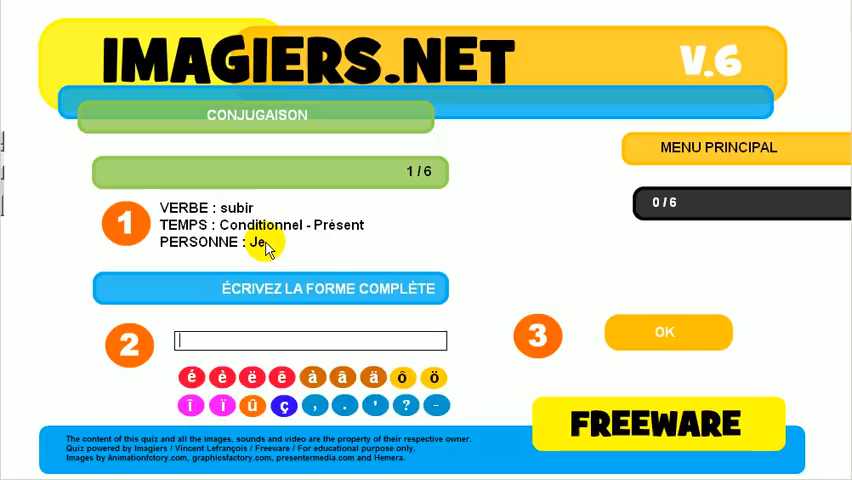 IMAGIERS.NET
V.6
CONJUGAISON
MENU PRINCIPAL
1 / 6
0 / 6
1
VERBE : subir
TEMPS : Conditionnel - Présent
PERSONNE : Je
ÉCRIVEZ LA FORME COMPLÈTE
2
3
OK
é è ë ê à â ä ô ö
î ï û ç , . ' ? -
FREEWARE
The content of this quiz and all the images, sounds and video are the property of their respective owner.
Quiz powered by Imagiers / Vincent Lefrançois / Freeware / For educational purpose only.
Images by Animationfctory.com, graphicsfactory.com, presentermedia.com and Hemera.